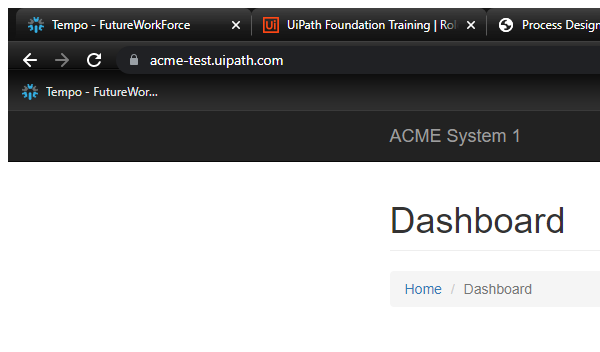 Tempo - FutureWorkForce
UiPath Foundation Training | Rol
Process Design
acme-test.uipath.com
Tempo - FutureWor...
ACME System 1
Dashboard
Home / Dashboard